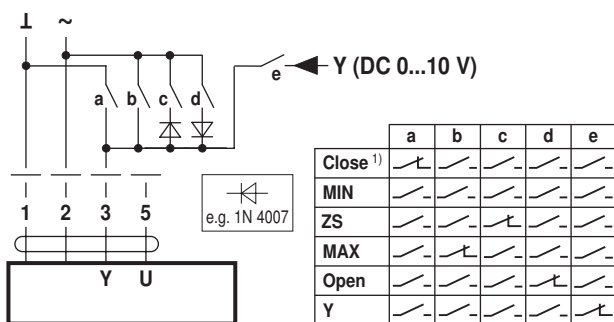 ⊥ ~
e Y (DC 0...10 V)
a b c d
1 2 3 5
e.g. 1N 4007
Y U
a b c d e
Close 1)
MIN
ZS
MAX
Open
Y